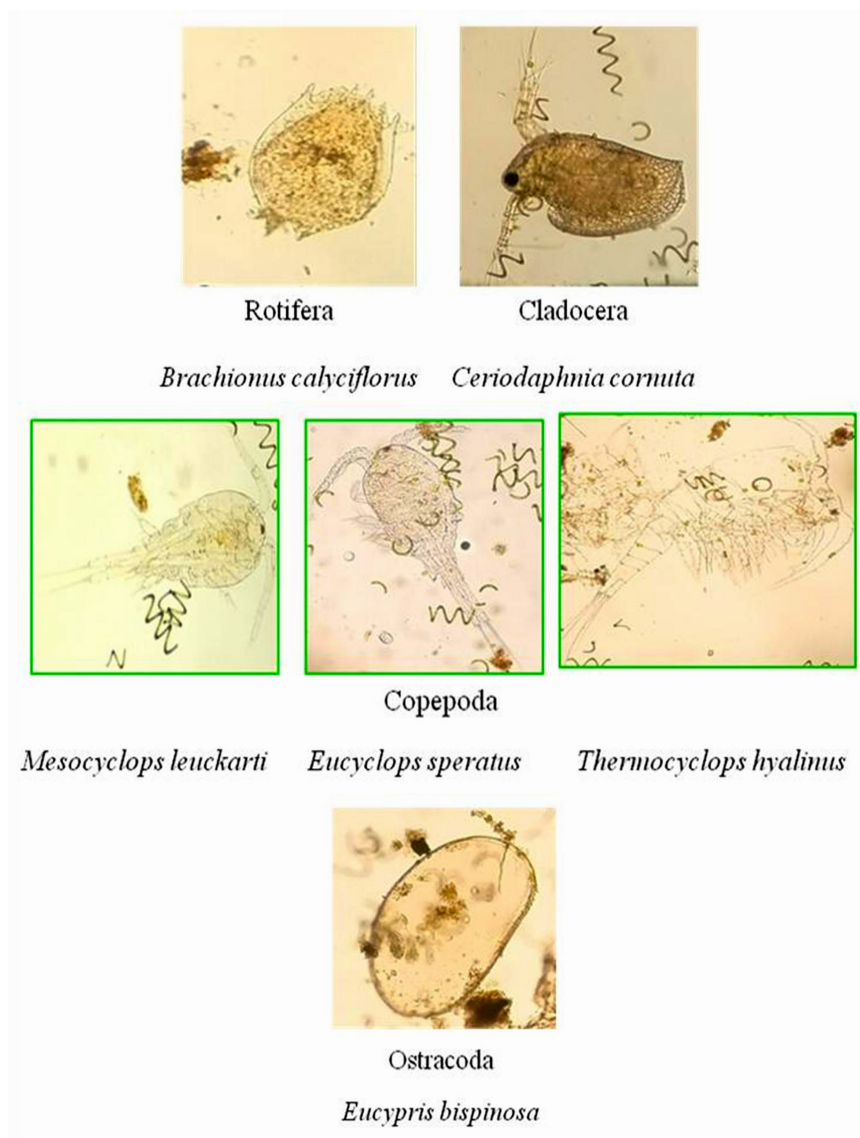 Rotifera Cladocera
Brachionus calyciflorus Ceriodaphnia cornuta
Copepoda
Mesocyclops leuckarti Eucyclops speratus Thermocyclops hyalinus
Ostracoda
Eucypris bispinosa